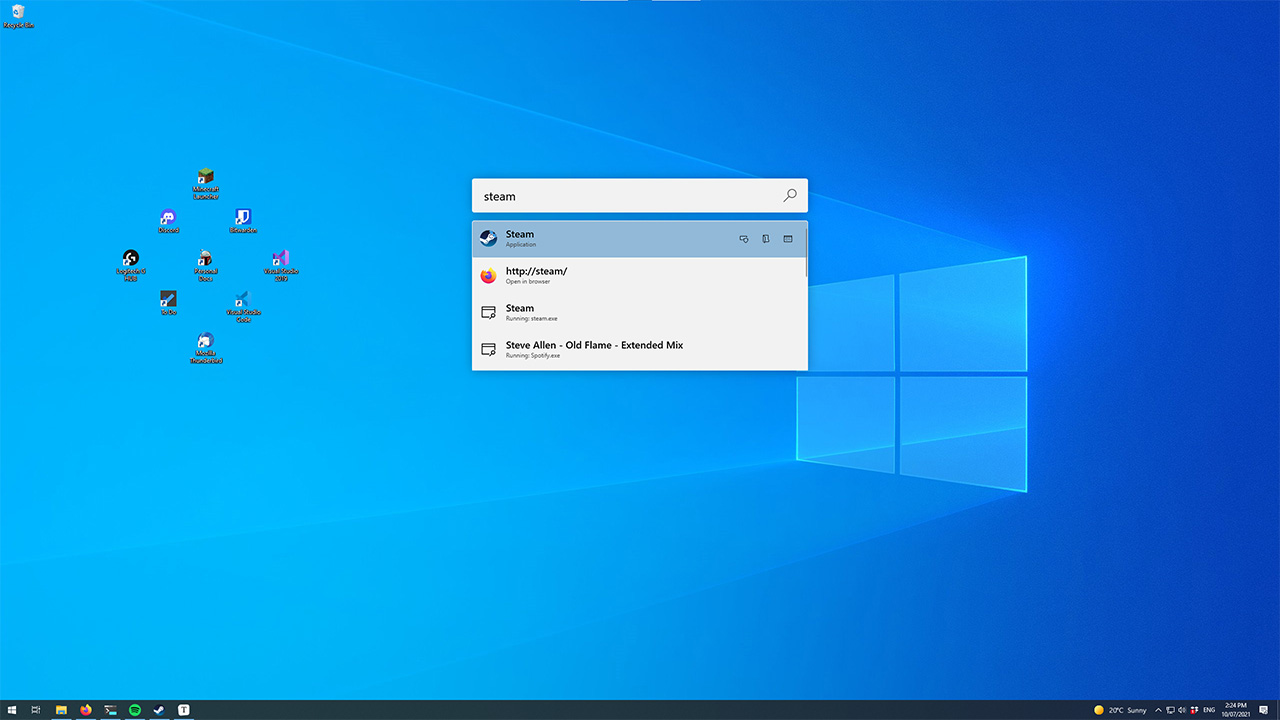 Recycle Bin
Minecraft
Launcher
Discord
Bitwarden
Logitech G
HUB
Personal
Docs
Visual Studio
2019
To Do
Visual Studio
Code
Mozilla
Thunderbird
steam
Steam
Application
http://steam/
Open in browser
Steam
Running: steam.exe
Steve Allen - Old Flame - Extended Mix
Running: Spotify.exe
T
20°C Sunny
ENG
2:24 PM
10/07/2021